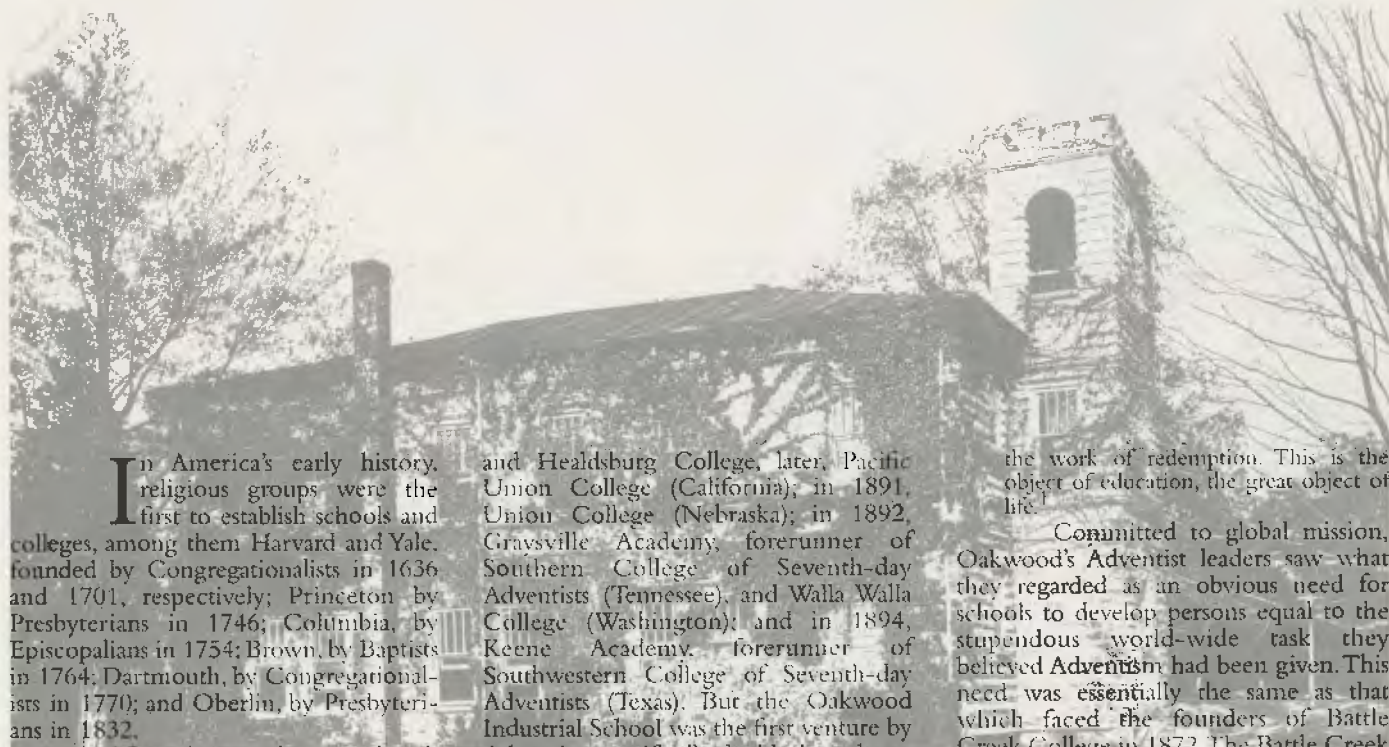 In America's early history,
religious groups were the
first to establish schools and
colleges, among them Harvard and Yale,
founded by Congregationalists in 1636
and 1701, respectively; Princeton by
Presbyterians in 1746; Columbia, by
Episcopalians in 1754; Brown, by Baptists
in 1764; Dartmouth, by Congregational-
ists in 1770; and Oberlin, by Presbyteri-
ans in 1832.
and Healdsburg College, later, Pacific
Union College (California); in 1891,
Union College (Nebraska); in 1892,
Graysville Academy, forerunner of
Southern College of Seventh-day
Adventists (Tennessee), and Walla Walla
College (Washington); and in 1894,
Keene Academy, forerunner of
Southwestern College of Seventh-day
Adventists (Texas). But the Oakwood
Industrial School was the first venture by
the work of redemption. This is the
object of education, the great object of
life.1
Committed to global mission,
Oakwood's Adventist leaders saw what
they regarded as an obvious need for
schools to develop persons equal to the
stupendous world-wide task they
believed Adventism had been given. This
need was essentially the same as that
which faced the founders of Battle
Creek College in 1872. The Battle Creek